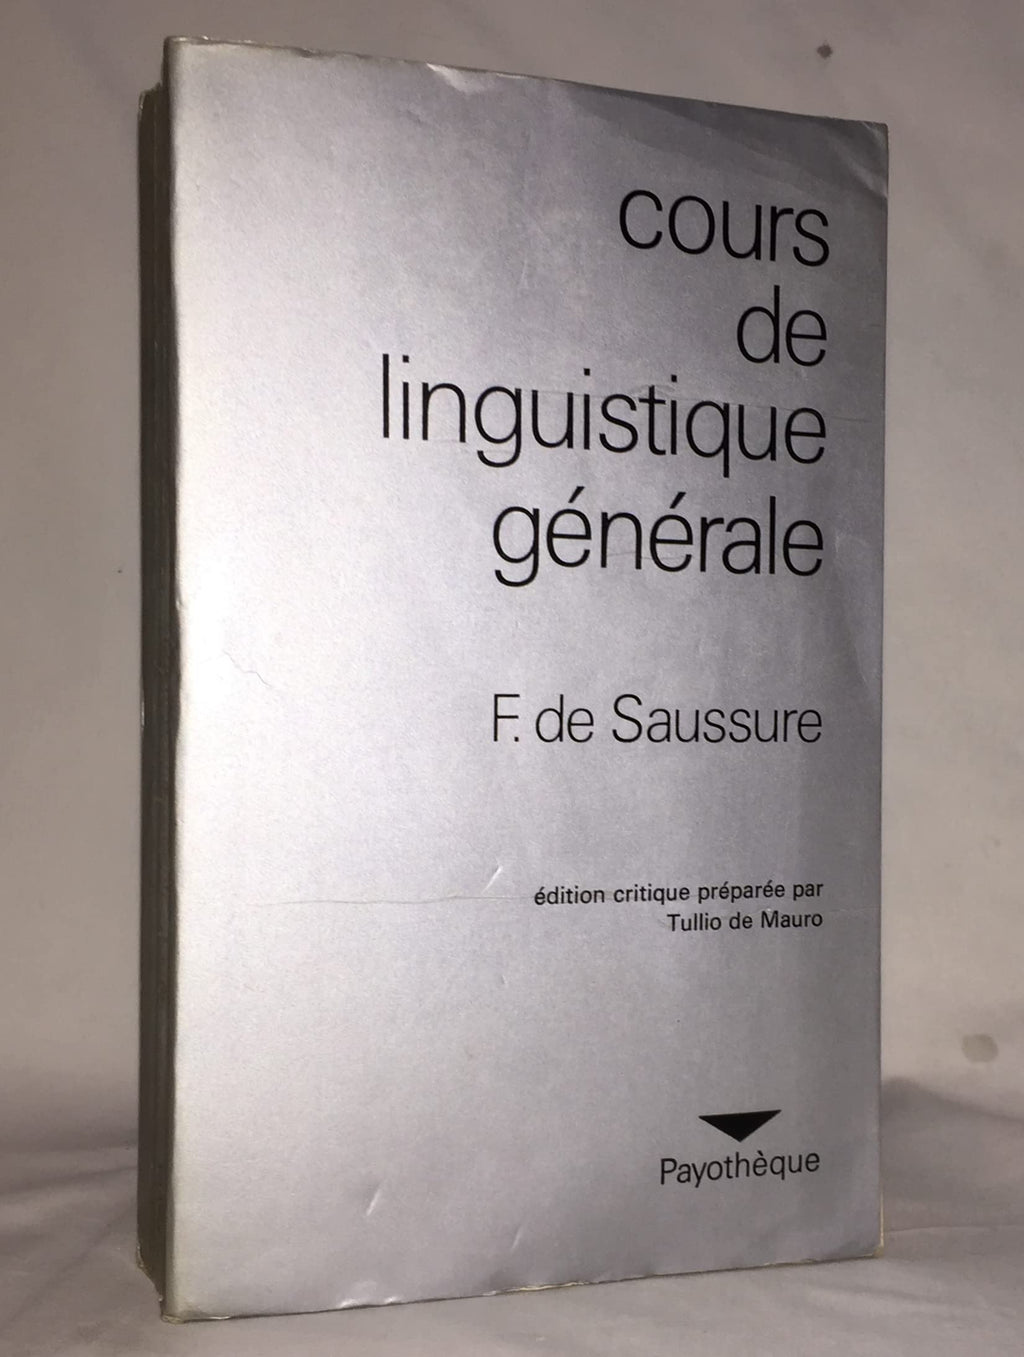 cours
de
linguistique
générale
F. de Saussure
édition critique préparée par
Tullio de Mauro
Payothèque